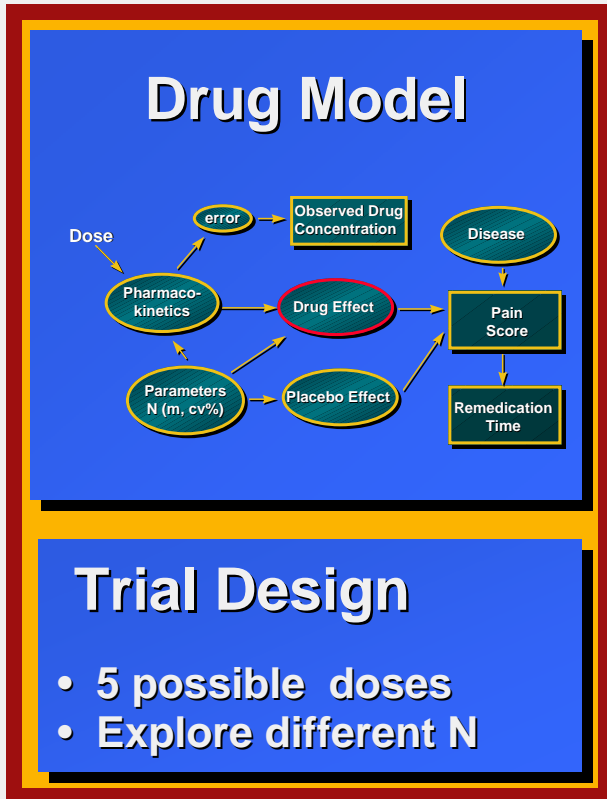 Drug Model
error
Observed Drug
Concentration
Dose
Disease
Pharmaco-
kinetics
Drug Effect
Pain
Score
Parameters
N (m, cv%)
Placebo Effect
Remedication
Time
Trial Design
• 5 possible doses
• Explore different N